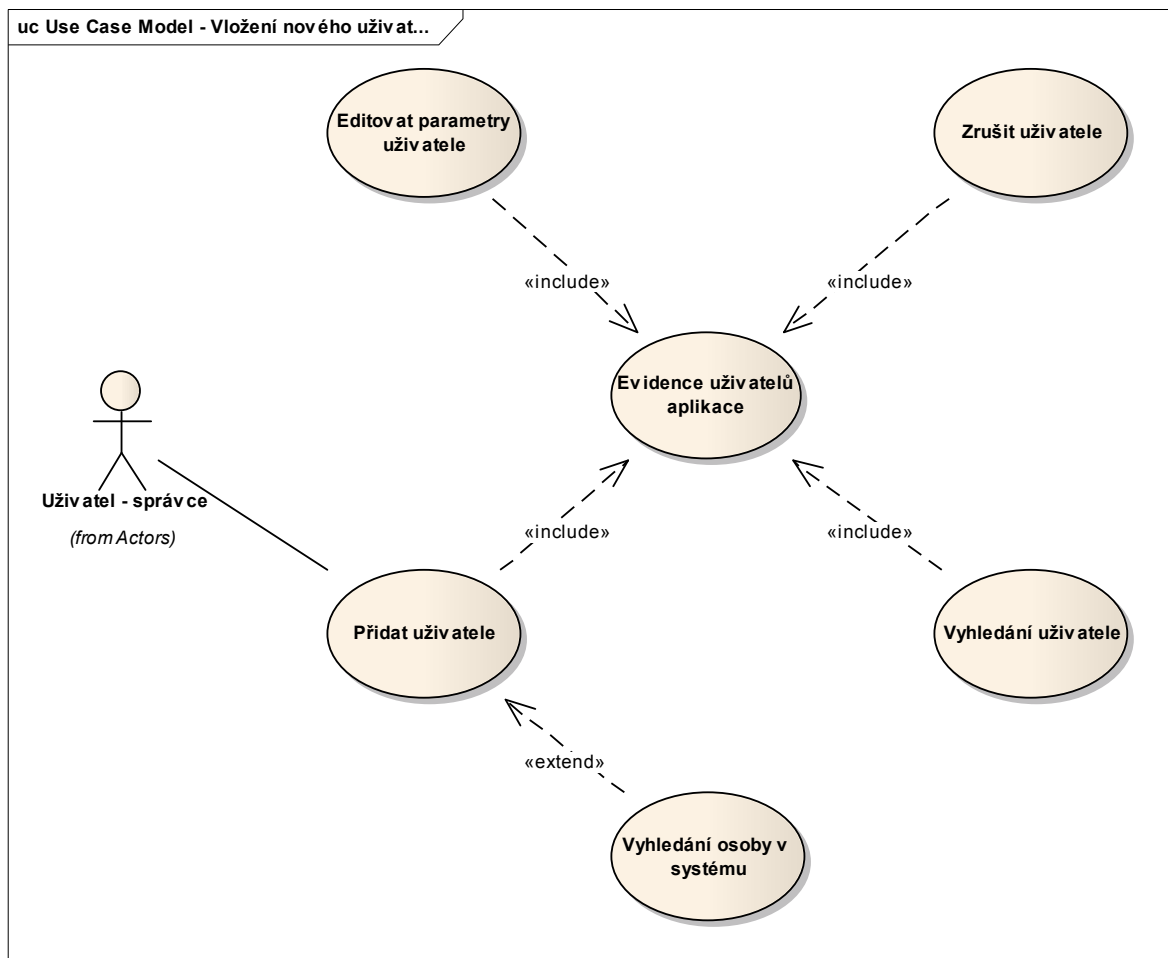 uc Use Case Model - Vložení nového uživat...
Editovat parametry
uživatele
Zrušit uživatele
«include»
«include»
Evidence uživatelů
aplikace
Uživatel - správce
(from Actors)
«include»
«include»
Přidat uživatele
Vyhledání uživatele
«extend»
Vyhledání osoby v
systému